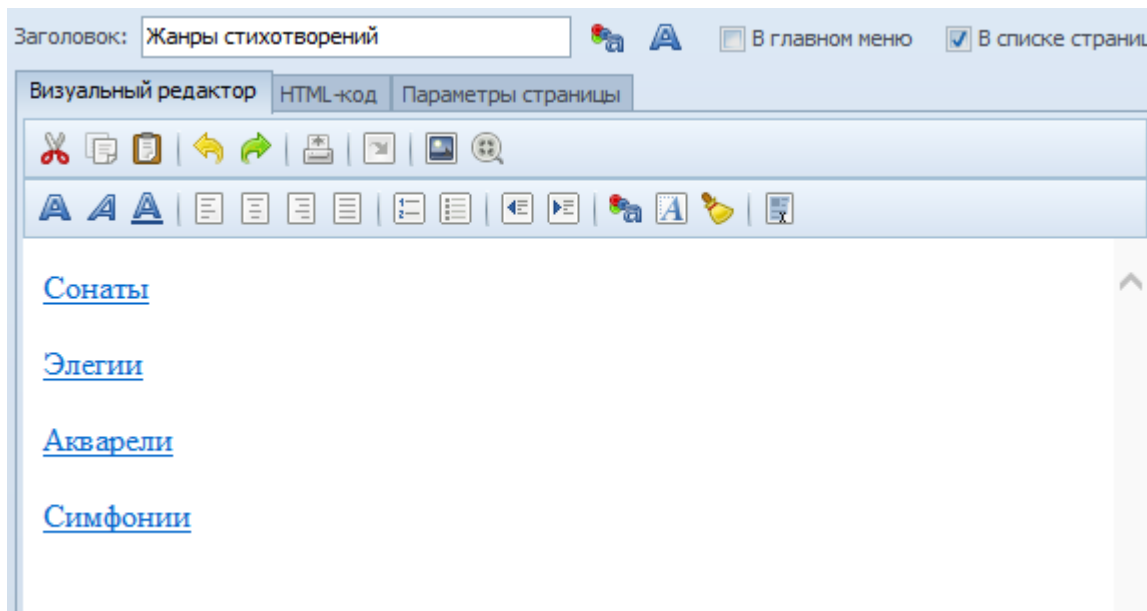 Заголовок: Жанры стихотворений В главном меню В списке страниц
Визуальный редактор HTML-код Параметры страницы
Сонаты
Элегии
Акварели
Симфонии